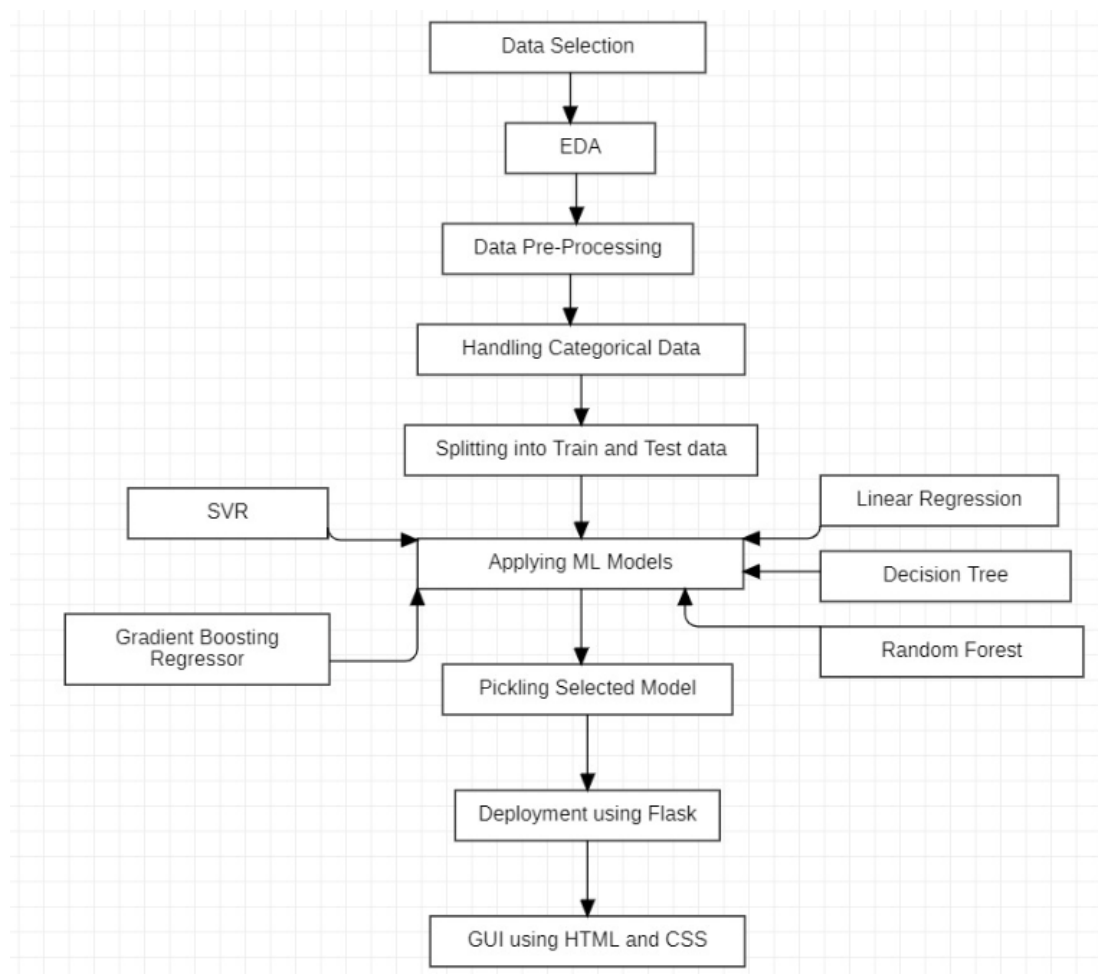 Data Selection
EDA
Data Pre-Processing
Handling Categorical Data
Splitting into Train and Test data
SVR
Linear Regression
Applying ML Models
Decision Tree
Gradient Boosting
Regressor
Random Forest
Pickling Selected Model
Deployment using Flask
GUI using HTML and CSS